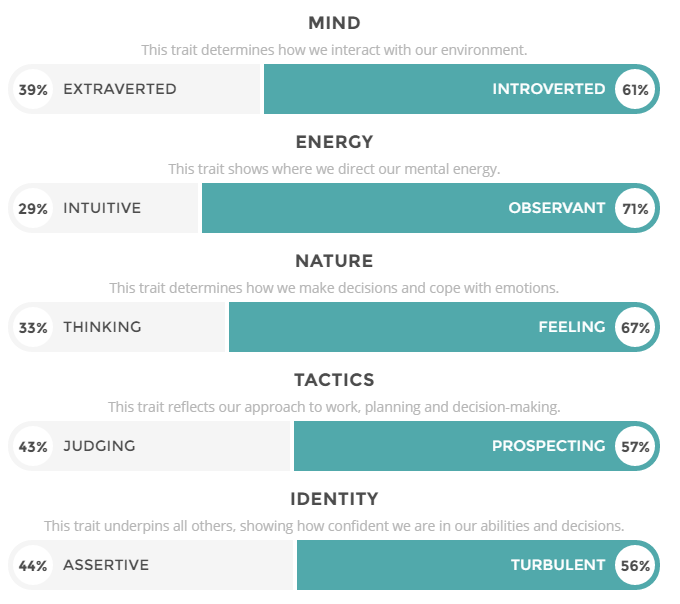 MIND
This trait determines how we interact with our environment.
39% EXTRAVERTED INTROVERTED 61%
ENERGY
This trait shows where we direct our mental energy.
29% INTUITIVE OBSERVANT 71%
NATURE
This trait determines how we make decisions and cope with emotions.
33% THINKING FEELING 67%
TACTICS
This trait reflects our approach to work, planning and decision-making.
43% JUDGING PROSPECTING 57%
IDENTITY
This trait underpins all others, showing how confident we are in our abilities and decisions.
44% ASSERTIVE TURBULENT 56%